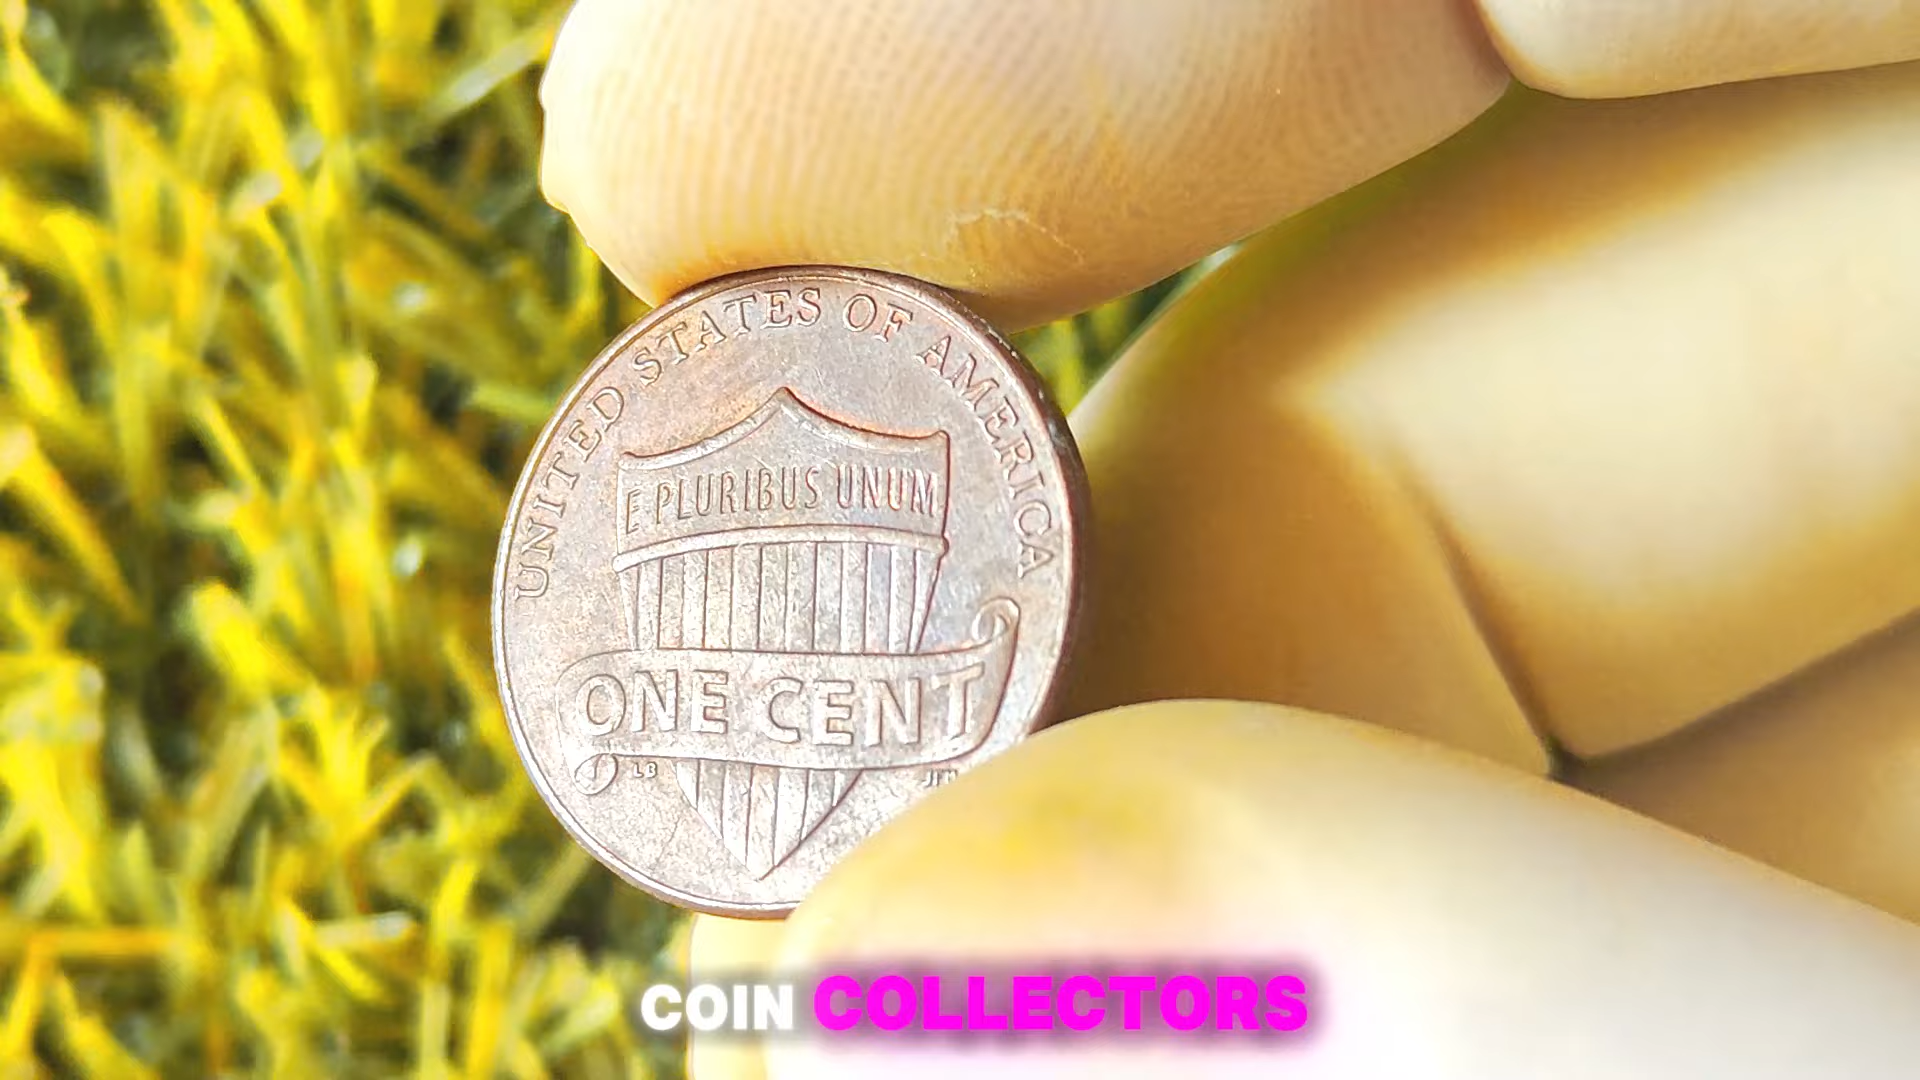 UNITED STATES OF AMERICA
E PLURIBUS UNUM
ONE CENT
LB
COIN COLLECTORS